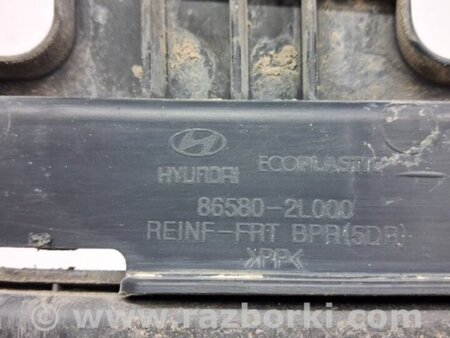 HYUNDAI ECOPLASTIC
86580-2L000
REINF-FRT BPR(5DR)
>PP<
www.razborki.com